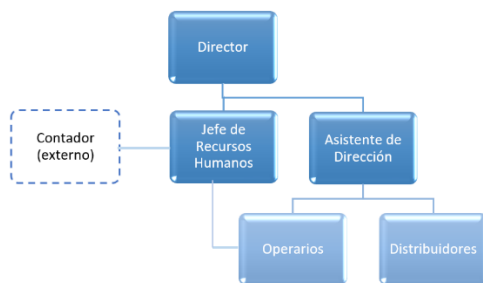 Director
Contador
(externo)
Jefe de
Recursos
Humanos
Asistente de
Dirección
Operarios
Distribuidores